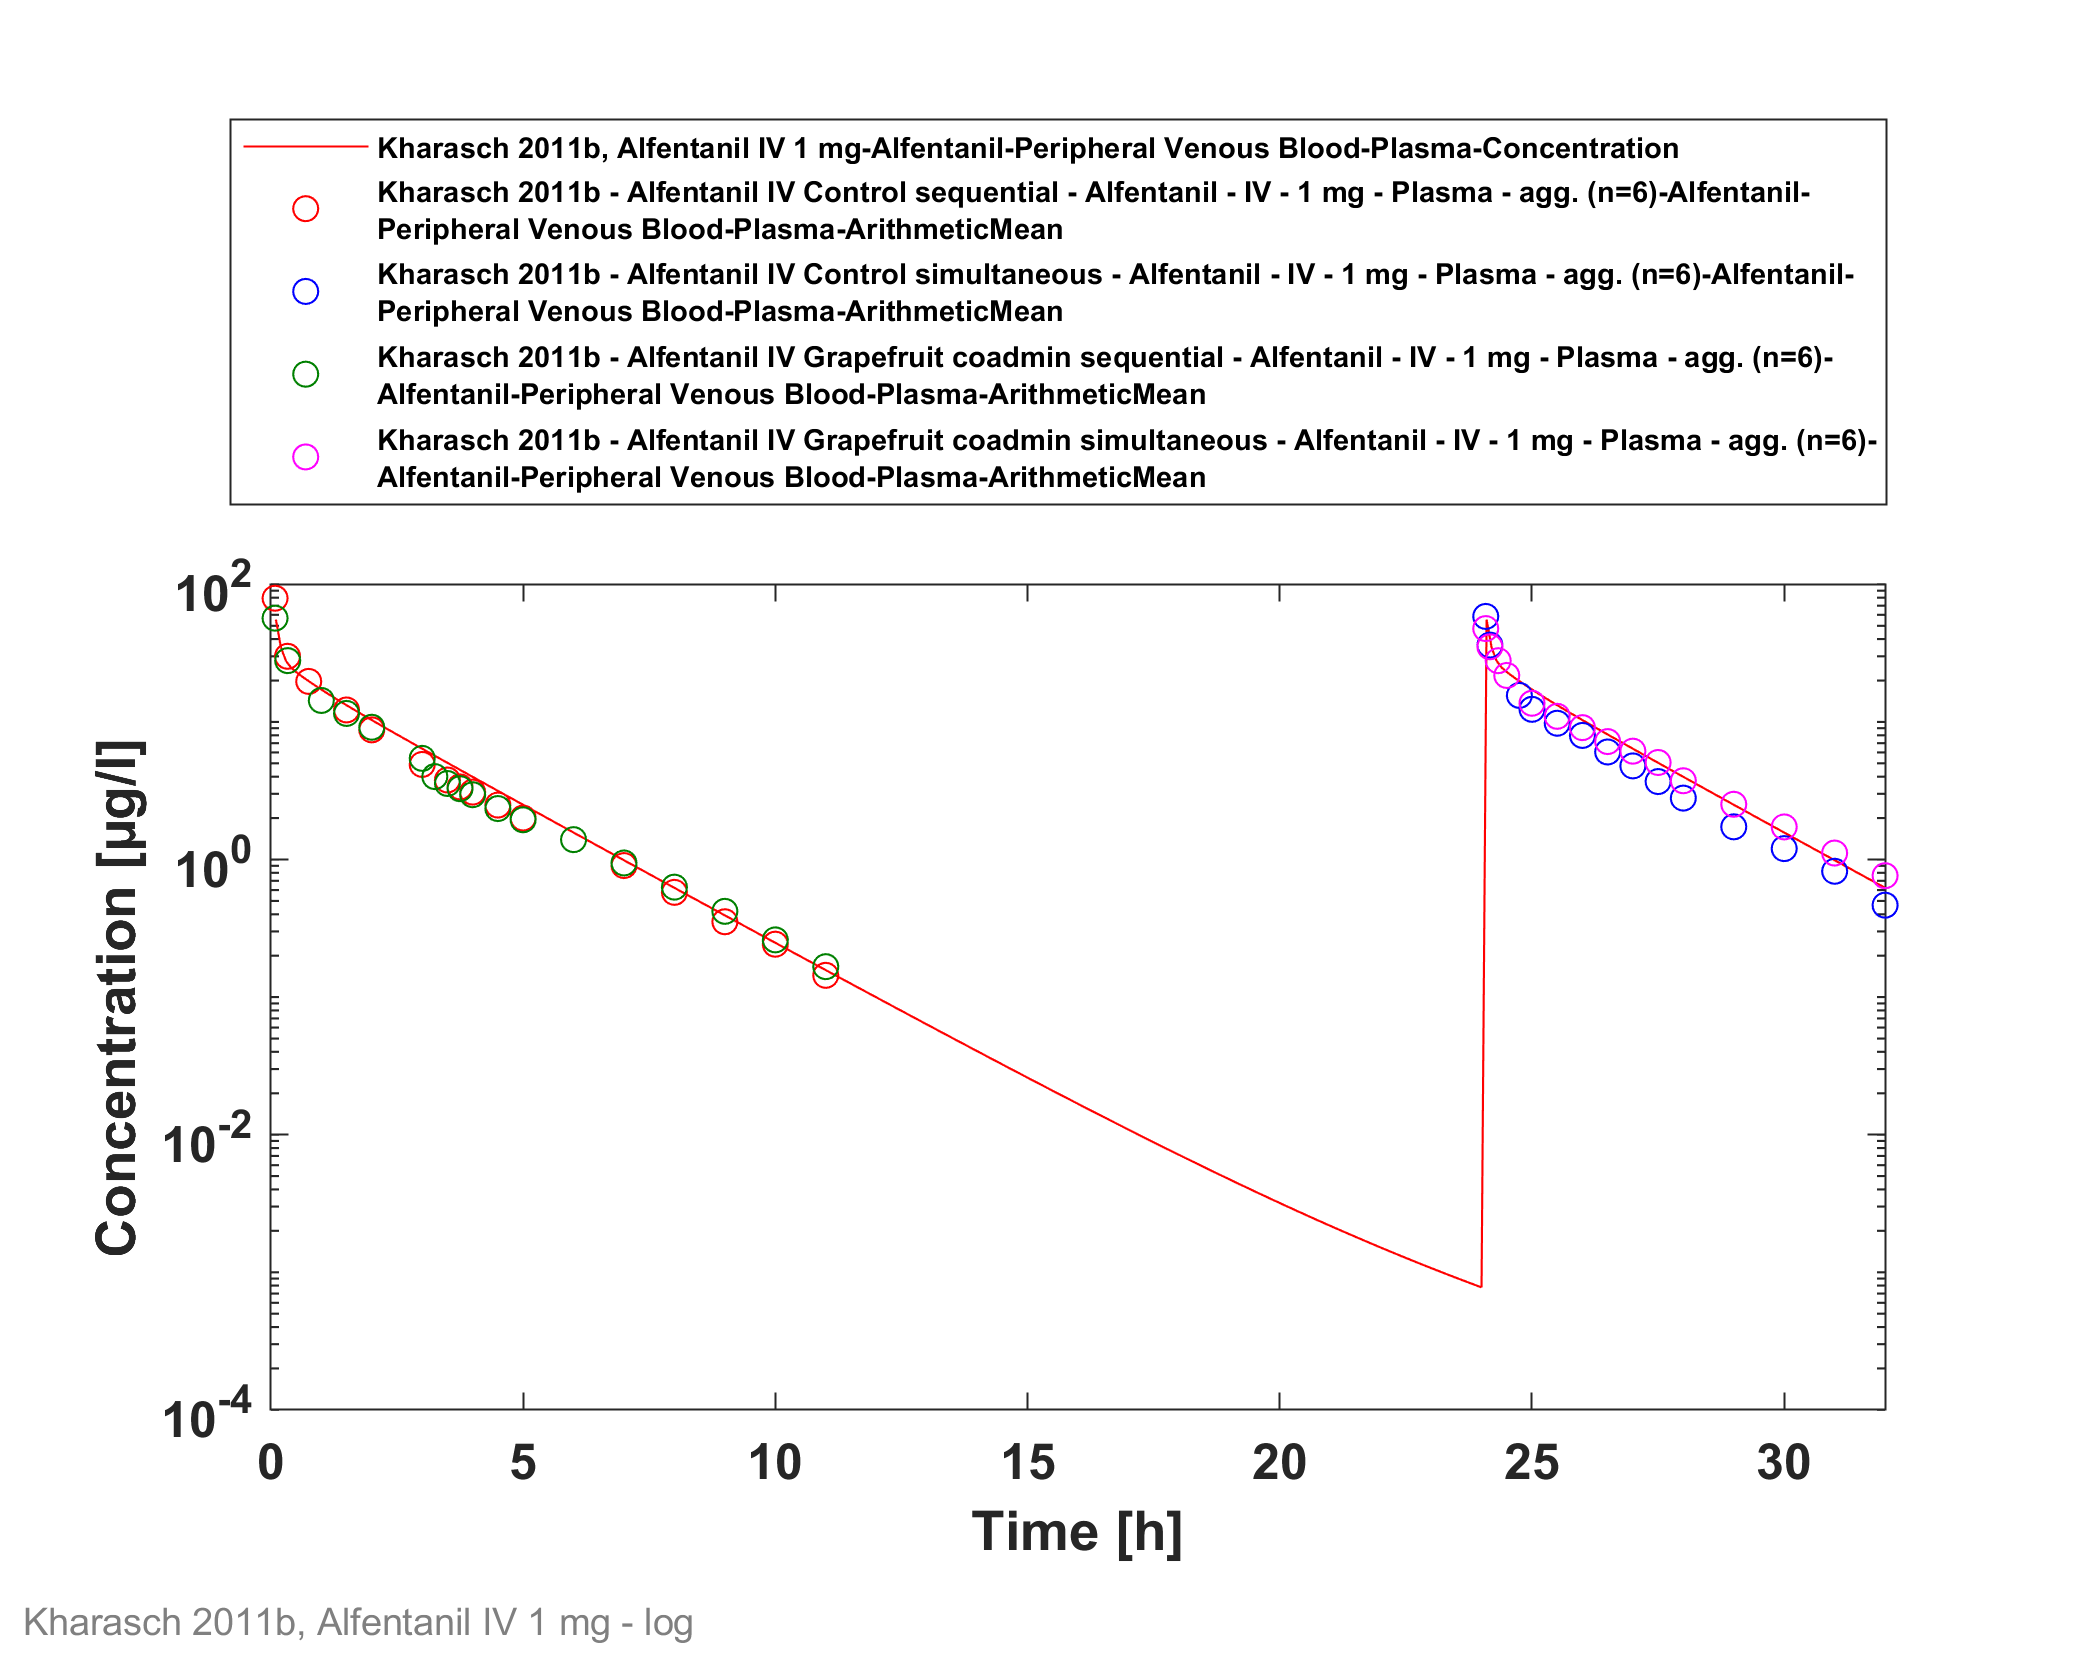 Kharasch 2011b, Alfentanil IV 1 mg-Alfentanil-Peripheral Venous Blood-Plasma-Concentration
Kharasch 2011b - Alfentanil IV Control sequential - Alfentanil - IV - 1 mg - Plasma - agg. (n=6)-Alfentanil-
Peripheral Venous Blood-Plasma-ArithmeticMean
Kharasch 2011b - Alfentanil IV Control simultaneous - Alfentanil - IV - 1 mg - Plasma - agg. (n=6)-Alfentanil-
Peripheral Venous Blood-Plasma-ArithmeticMean
Kharasch 2011b - Alfentanil IV Grapefruit coadmin sequential - Alfentanil - IV - 1 mg - Plasma - agg. (n=6)-
Alfentanil-Peripheral Venous Blood-Plasma-ArithmeticMean
Kharasch 2011b - Alfentanil IV Grapefruit coadmin simultaneous - Alfentanil - IV - 1 mg - Plasma - agg. (n=6)-
Alfentanil-Peripheral Venous Blood-Plasma-ArithmeticMean
10^2
10^0
10^-2
10^-4
Concentration [µg/l]
0 5 10 15 20 25 30
Time [h]
Kharasch 2011b, Alfentanil IV 1 mg - log